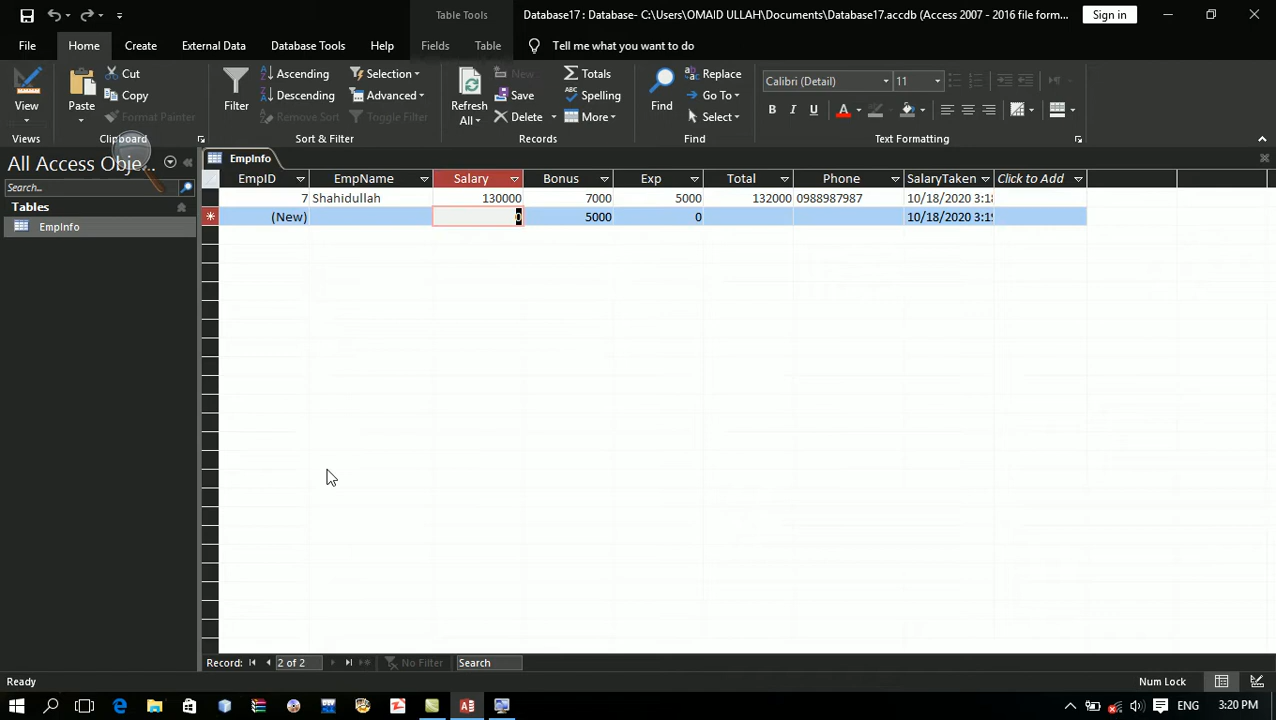 Table Tools
Database17 : Database- C:\Users\OMAID ULLAH\Documents\Database17.accdb (Access 2007 - 2016 file form...
Sign in
File Home Create External Data Database Tools Help Fields Table Tell me what you want to do
View
Views
Paste
Cut
Copy
Format Painter
Clipboard
Filter
Ascending
Descending
Remove Sort
Selection
Advanced
Toggle Filter
Sort & Filter
Refresh
All
New
Save
Delete
Totals
Spelling
More
Records
Find
Replace
Go To
Select
Find
Calibri (Detail) 11
B I U A
Text Formatting
All Access Obje...
Search...
Tables
EmpInfo
EmpInfo
EmpID EmpName Salary Bonus Exp Total Phone SalaryTaken Click to Add
7 Shahidullah 130000 7000 5000 132000 0988987987 10/18/2020 3:18
(New) 0 5000 0 10/18/2020 3:19
Record: 2 of 2 No Filter Search
Ready
Num Lock
ENG 3:20 PM